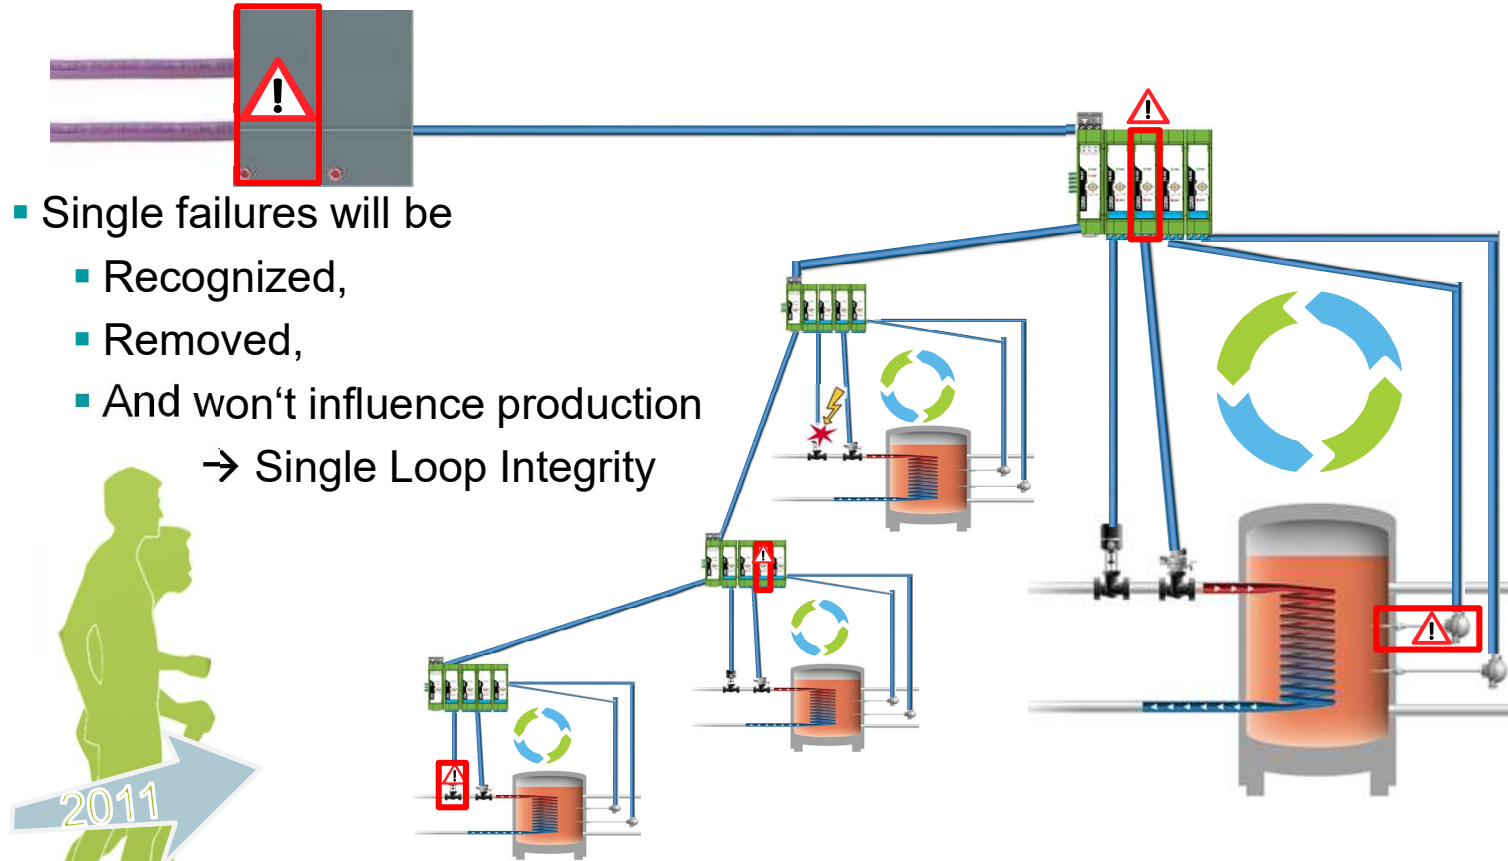 Single failures will be
Recognized,
Removed,
And won‘t influence production
→ Single Loop Integrity
2011